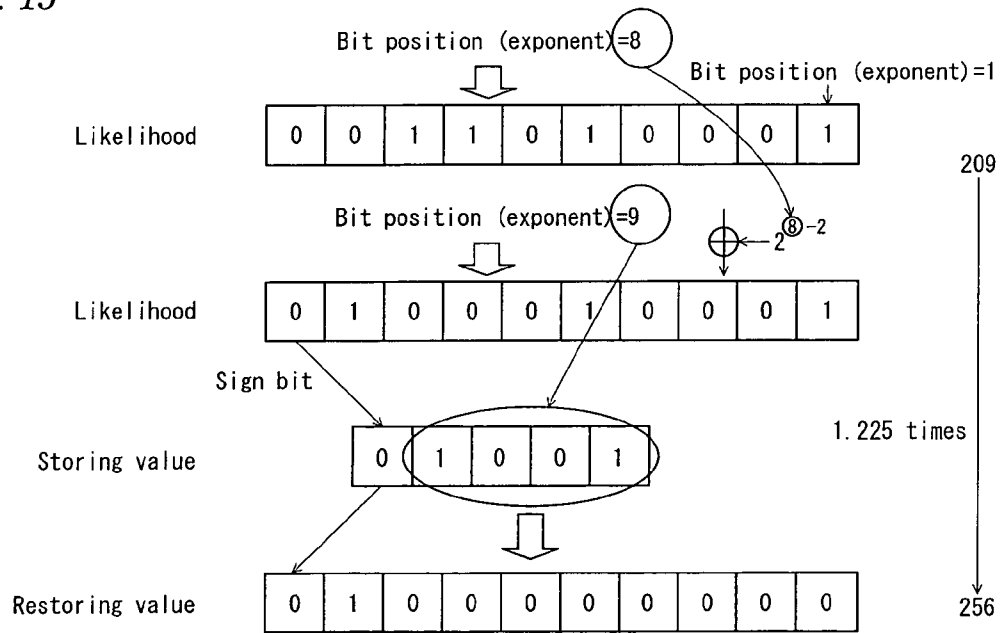 . 15
Bit position (exponent)=8
Bit position (exponent)=1
Likelihood 0 0 1 1 0 1 0 0 0 1
209
Bit position (exponent)=9
2⑧-2
Likelihood 0 1 0 0 0 1 0 0 0 1
Sign bit
1.225 times
Storing value 0 1 0 0 1
Restoring value 0 1 0 0 0 0 0 0 0 0
256